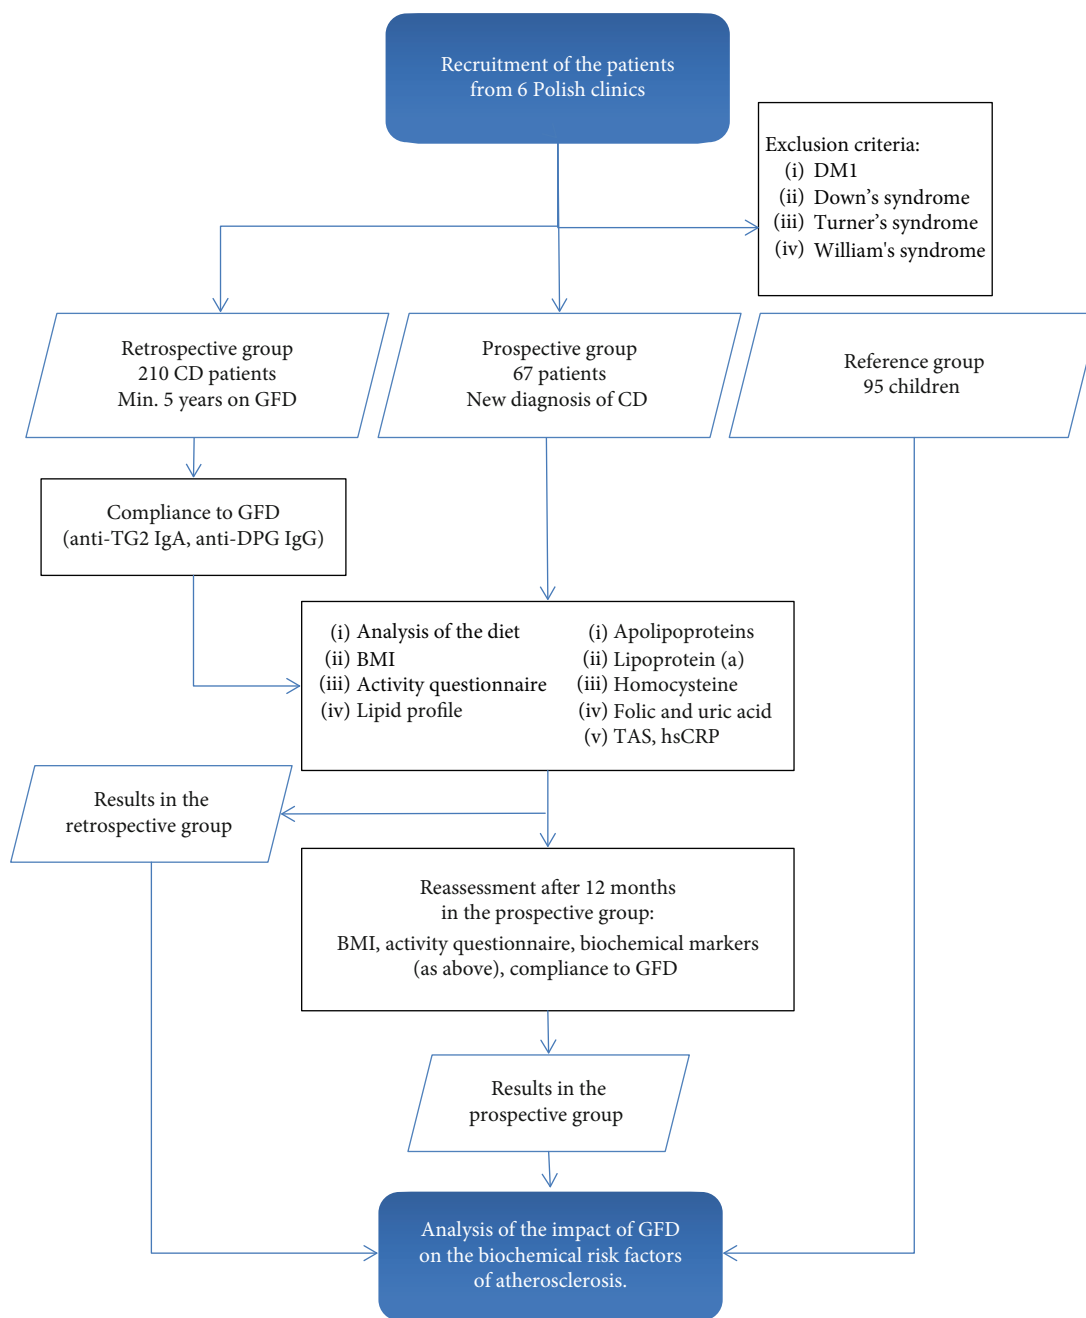 Recruitment of the patients
from 6 Polish clinics
Exclusion criteria:
(i) DM1
(ii) Down's syndrome
(iii) Turner's syndrome
(iv) William's syndrome
Retrospective group
210 CD patients
Min. 5 years on GFD
Prospective group
67 patients
New diagnosis of CD
Reference group
95 children
Compliance to GFD
(anti-TG2 IgA, anti-DPG IgG)
(i) Analysis of the diet
(ii) BMI
(iii) Activity questionnaire
(iv) Lipid profile
(i) Apolipoproteins
(ii) Lipoprotein (a)
(iii) Homocysteine
(iv) Folic and uric acid
(v) TAS, hsCRP
Results in the
retrospective group
Reassessment after 12 months
in the prospective group:
BMI, activity questionnaire, biochemical markers
(as above), compliance to GFD
Results in the
prospective group
Analysis of the impact of GFD
on the biochemical risk factors
of atherosclerosis.